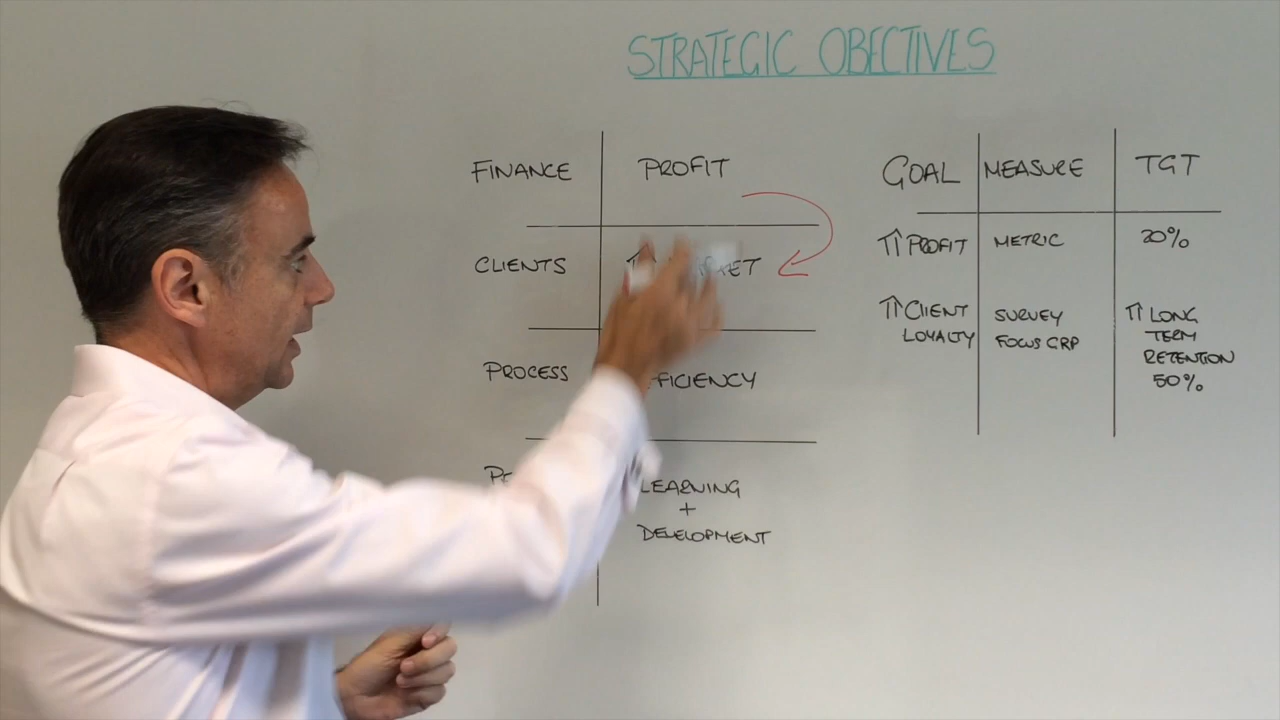 STRATEGIC OBECTIVES
FINANCE PROFIT
CLIENTS
PROCESS
LEARNING
+
DEVELOPMENT
GOAL MEASURE TGT
⇑ PROFIT METRIC 20%
⇑ CLIENT LOYALTY SURVEY FOCUS GRP ⇑ LONG TERM RETENTION 50%